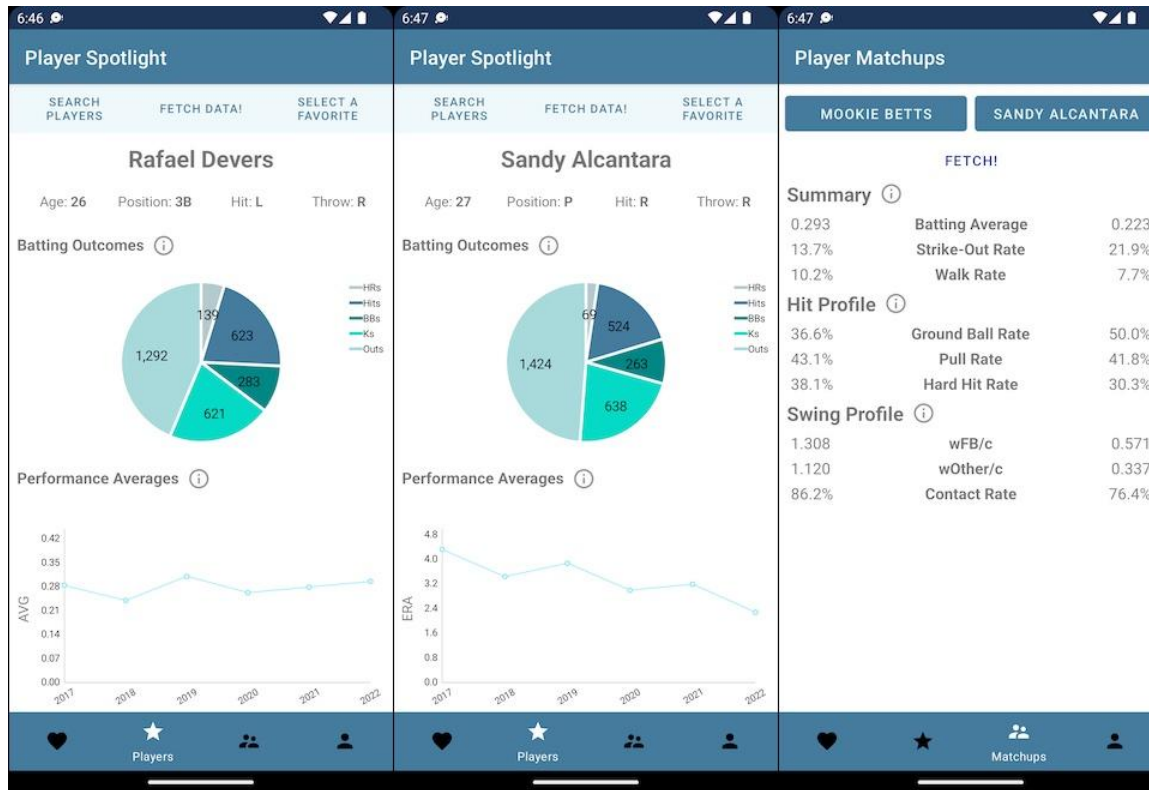 6:46
Player Spotlight
SEARCH PLAYERS
FETCH DATA!
SELECT A FAVORITE
Rafael Devers
Age: 26 Position: 3B Hit: L Throw: R
Batting Outcomes
139
623
283
621
1,292
HRs
Hits
BBs
Ks
Outs
Performance Averages
AVG
0.42
0.35
0.28
0.21
0.14
0.07
0.00
2017 2018 2019 2020 2021 2022
Players
6:47
Player Spotlight
SEARCH PLAYERS
FETCH DATA!
SELECT A FAVORITE
Sandy Alcantara
Age: 27 Position: P Hit: R Throw: R
Batting Outcomes
69
524
263
638
1,424
HRs
Hits
BBs
Ks
Outs
Performance Averages
ERA
4.8
4.0
3.2
2.4
1.6
0.8
0.0
2017 2018 2019 2020 2021 2022
Players
6:47
Player Matchups
MOOKIE BETTS SANDY ALCANTARA
FETCH!
Summary
0.293 Batting Average 0.223
13.7% Strike-Out Rate 21.9%
10.2% Walk Rate 7.7%
Hit Profile
36.6% Ground Ball Rate 50.0%
43.1% Pull Rate 41.8%
38.1% Hard Hit Rate 30.3%
Swing Profile
1.308 wFB/c 0.571
1.120 wOther/c 0.337
86.2% Contact Rate 76.4%
Matchups